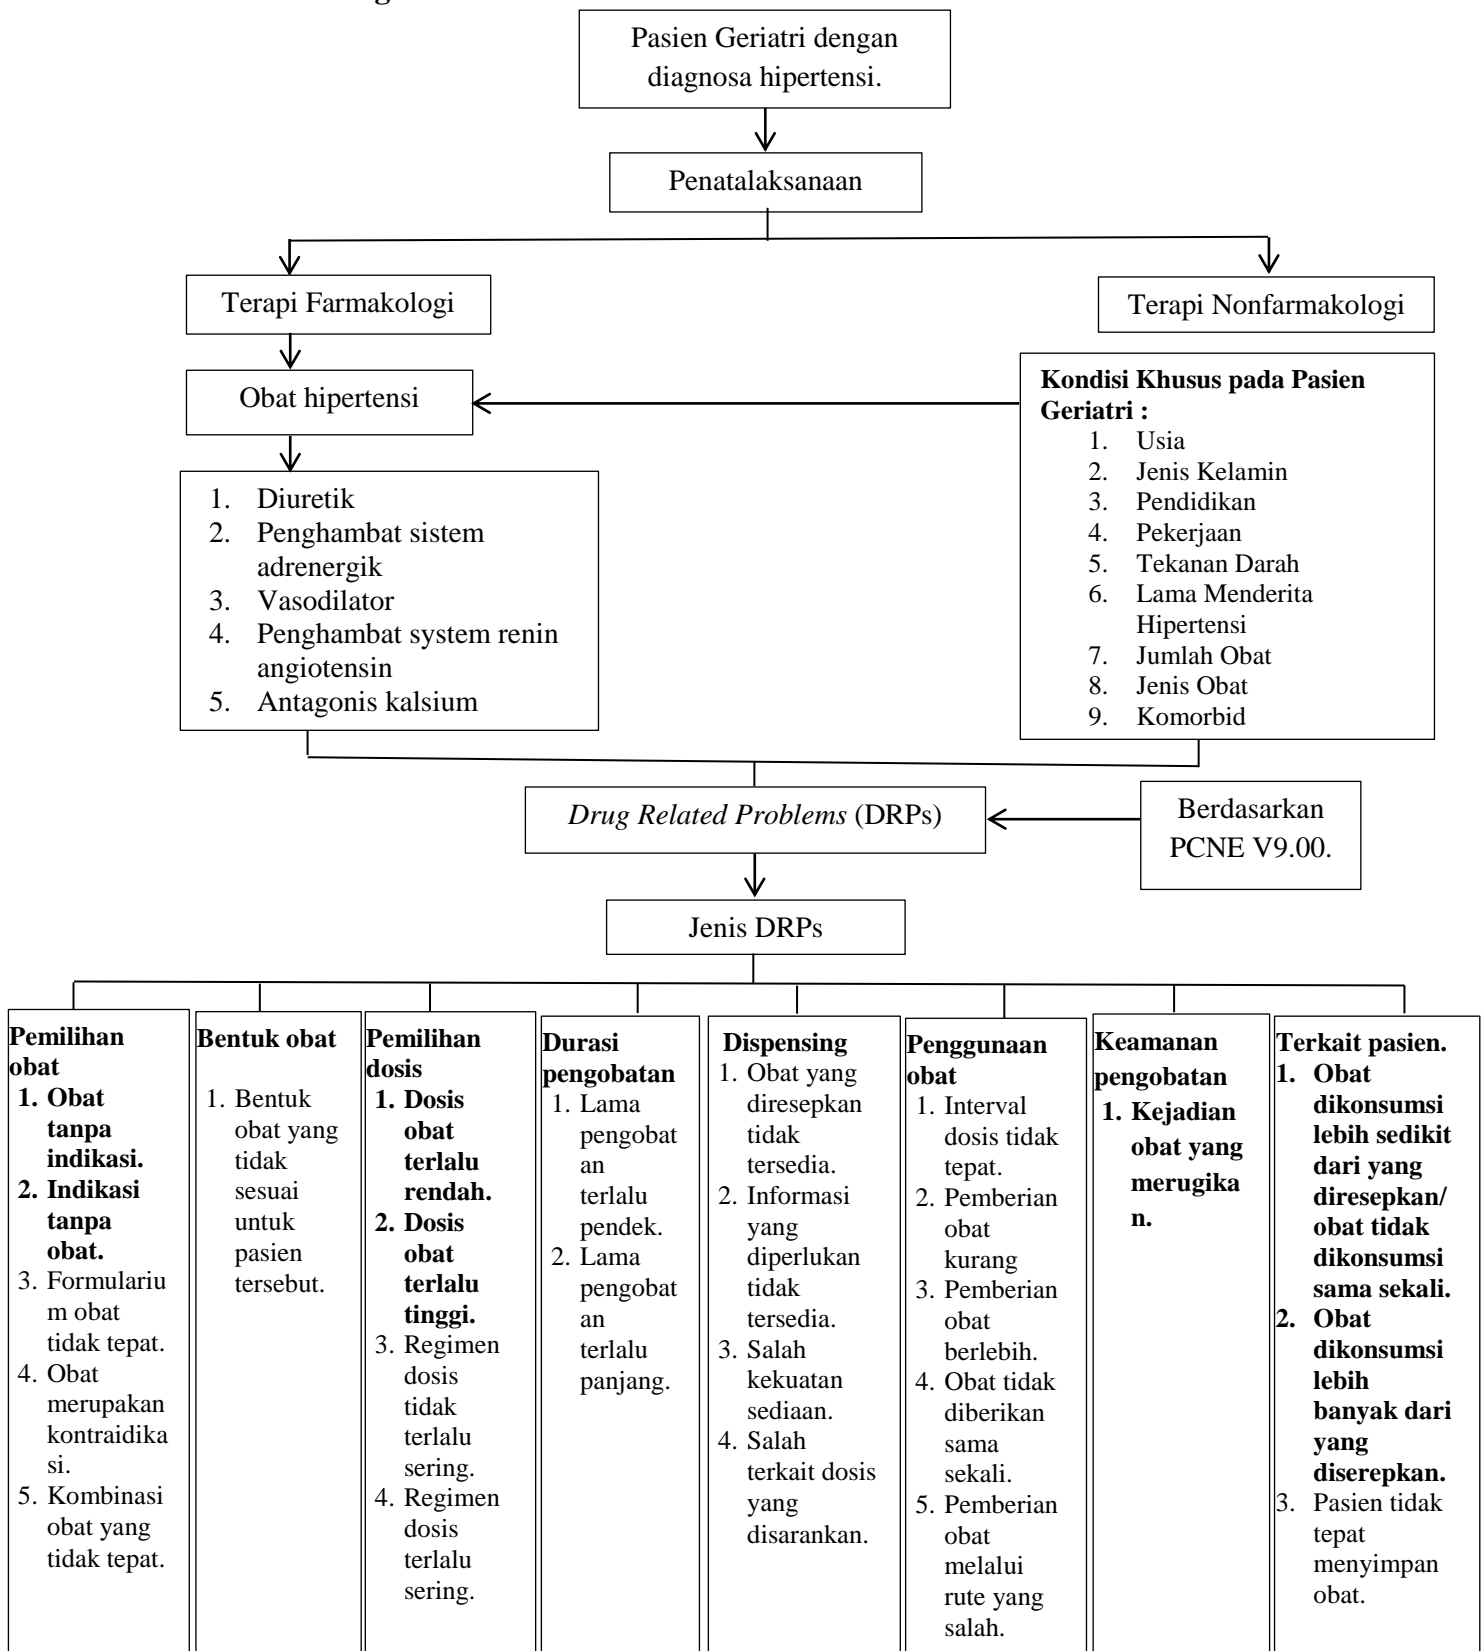 Pasien Geriatri dengan
diagnosa hipertensi.
Penatalaksanaan
Terapi Farmakologi
Terapi Nonfarmakologi
Obat hipertensi
Kondisi Khusus pada Pasien
Geriatri :
1. Usia
2. Jenis Kelamin
3. Pendidikan
4. Pekerjaan
5. Tekanan Darah
6. Lama Menderita
Hipertensi
7. Jumlah Obat
8. Jenis Obat
9. Komorbid
1. Diuretik
2. Penghambat sistem
adrenergik
3. Vasodilator
4. Penghambat system renin
angiotensin
5. Antagonis kalsium
Drug Related Problems (DRPs)
Berdasarkan
PCNE V9.00.
Jenis DRPs
Pemilihan
obat
1. Obat
tanpa
indikasi.
2. Indikasi
tanpa
obat.
3. Formulariu
m obat
tidak tepat.
4. Obat
merupakan
kontraidika
si.
5. Kombinasi
obat yang
tidak tepat.
Bentuk obat
1. Bentuk
obat yang
tidak
sesuai
untuk
pasien
tersebut.
Pemilihan
dosis
1. Dosis
obat
terlalu
rendah.
2. Dosis
obat
terlalu
tinggi.
3. Regimen
dosis
tidak
terlalu
sering.
4. Regimen
dosis
terlalu
sering.
Durasi
pengobatan
1. Lama
pengobat
an
terlalu
pendek.
2. Lama
pengobat
an
terlalu
panjang.
Dispensing
1. Obat yang
diresepkan
tidak
tersedia.
2. Informasi
yang
diperlukan
tidak
tersedia.
3. Salah
kekuatan
sediaan.
4. Salah
terkait dosis
yang
disarankan.
Penggunaan
obat
1. Interval
dosis tidak
tepat.
2. Pemberian
obat
kurang
3. Pemberian
obat
berlebih.
4. Obat tidak
diberikan
sama
sekali.
5. Pemberian
obat
melalui
rute yang
salah.
Keamanan
pengobatan
1. Kejadian
obat yang
merugika
n.
Terkait pasien.
1. Obat
dikonsumsi
lebih sedikit
dari yang
diresepkan/
obat tidak
dikonsumsi
sama sekali.
2. Obat
dikonsumsi
lebih
banyak dari
yang
diserepkan.
3. Pasien tidak
tepat
menyimpan
obat.